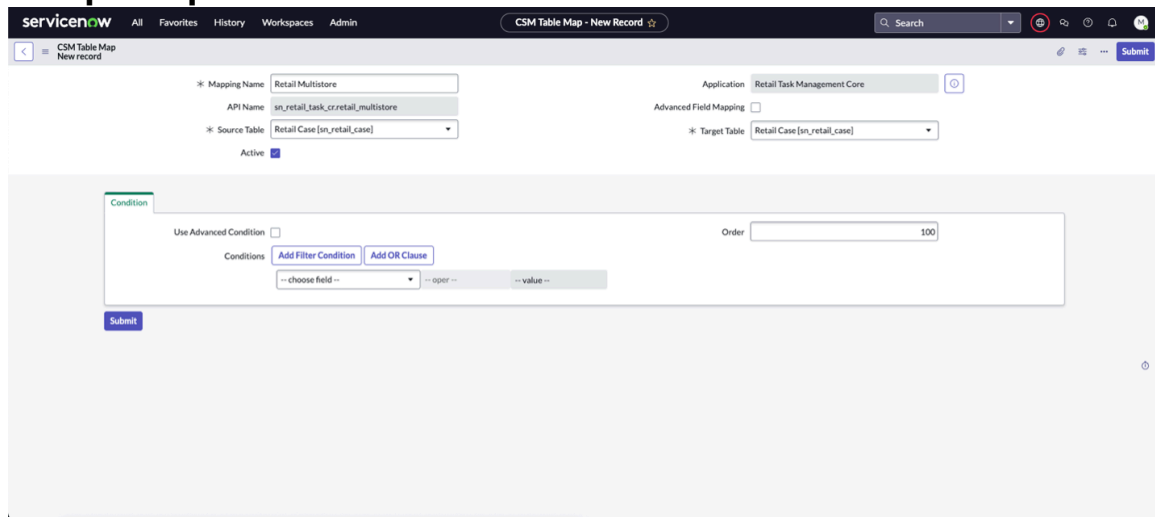 servicenow All Favorites History Workspaces Admin CSM Table Map - New Record Search M
CSM Table Map
New record
Submit
Mapping Name Retail Multistore Application Retail Task Management Core
API Name sn_retail_task_cr.retail_multistore Advanced Field Mapping
Source Table Retail Case [sn_retail_case] Target Table Retail Case [sn_retail_case]
Active
Condition
Use Advanced Condition Order 100
Conditions Add Filter Condition Add OR Clause
-- choose field -- -- oper -- -- value --
Submit